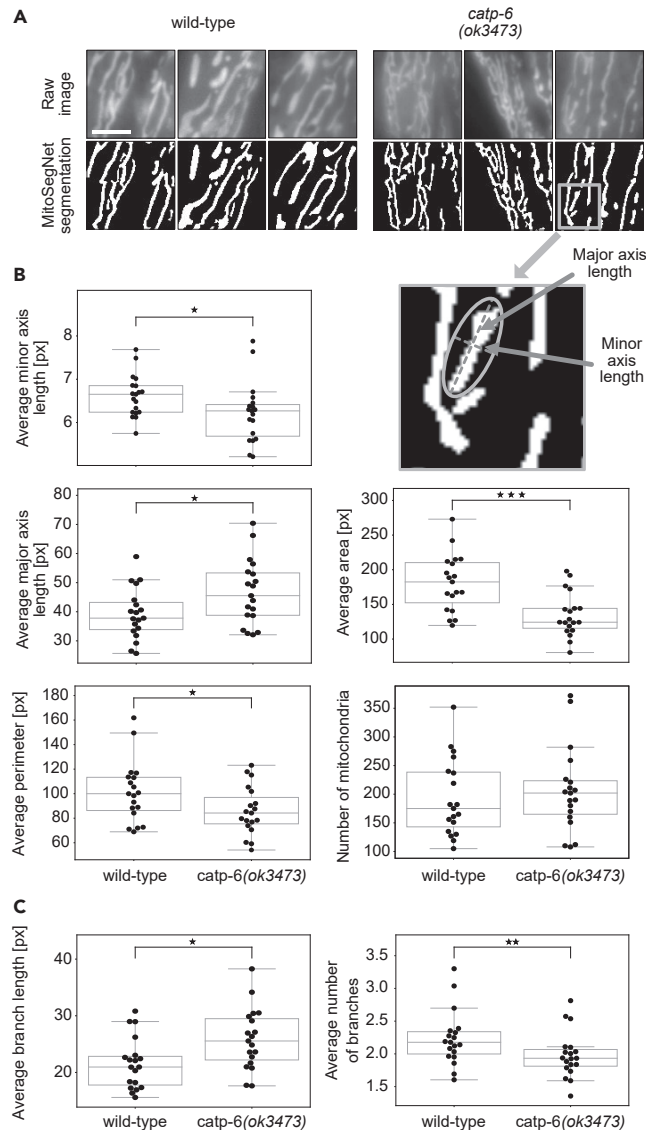 A
wild-type
catp-6
(ok3473)
Raw
image
MitoSegNet
segmentation
B
Major axis
length
Minor
axis
length
Average minor axis
length [px]
8
7
6
★
Average major axis
length [px]
80
70
60
50
40
30
★
Average area [px]
300
250
200
150
100
★★★
Average perimeter [px]
180
160
140
120
100
80
60
★
wild-type
catp-6(ok3473)
Number of mitochondria
350
300
250
200
150
100
wild-type
catp-6(ok3473)
C
Average branch length [px]
40
30
20
★
wild-type
catp-6(ok3473)
Average number
of branches
3.5
3.0
2.5
2.0
1.5
★★
wild-type
catp-6(ok3473)